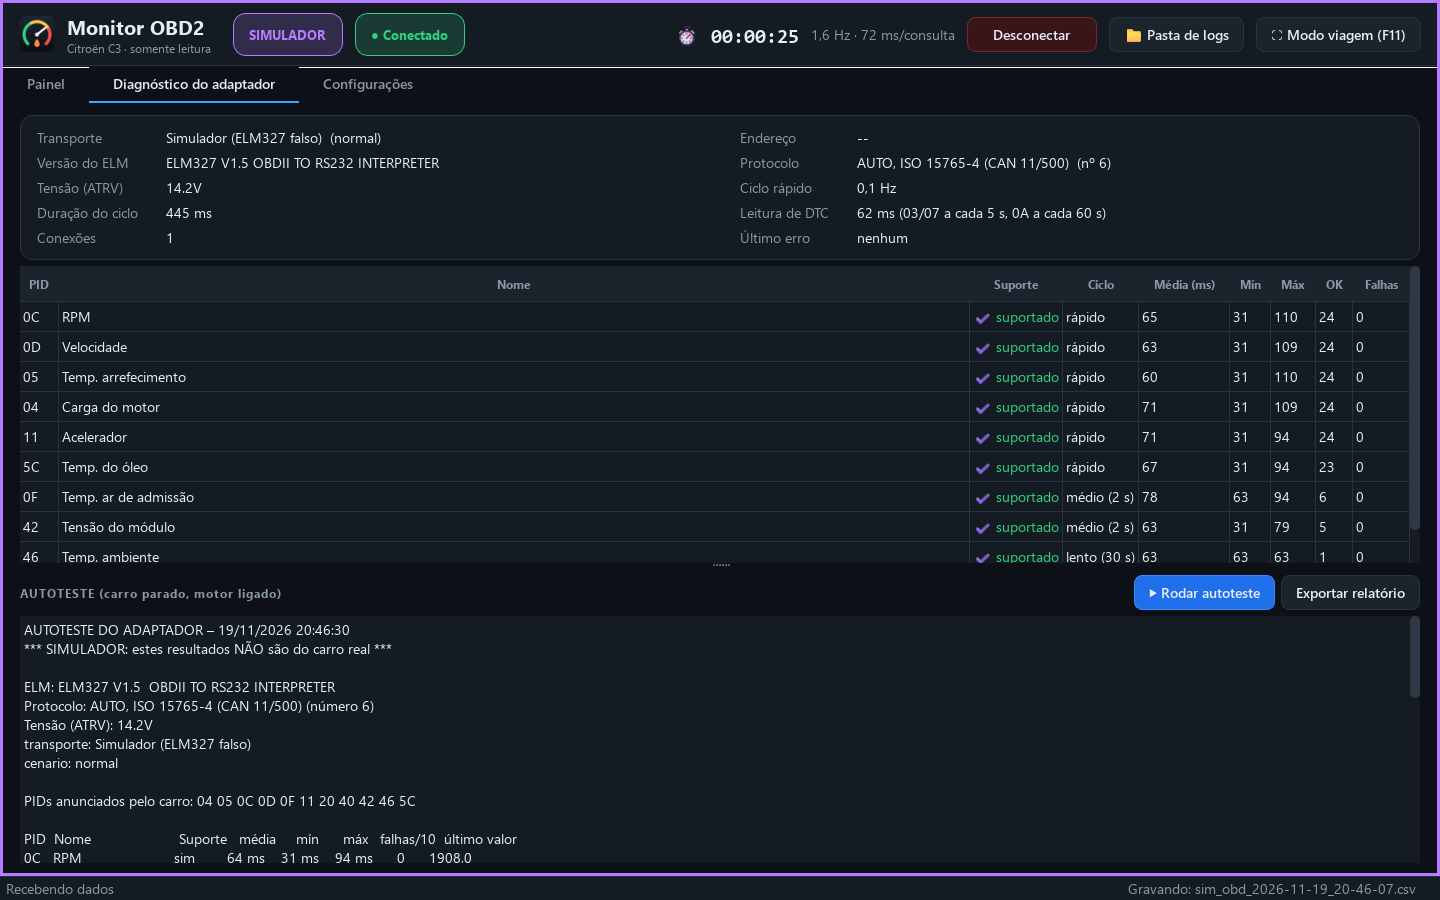 Monitor OBD2
Citroën C3 · somente leitura
SIMULADOR
● Conectado
00:00:25
1,6 Hz · 72 ms/consulta
Desconectar
Pasta de logs
Modo viagem (F11)
Painel
Diagnóstico do adaptador
Configurações
Transporte Simulador (ELM327 falso) (normal)
Endereço --
Versão do ELM ELM327 V1.5 OBDII TO RS232 INTERPRETER
Protocolo AUTO, ISO 15765-4 (CAN 11/500) (nº 6)
Tensão (ATRV) 14.2V
Ciclo rápido 0,1 Hz
Duração do ciclo 445 ms
Leitura de DTC 62 ms (03/07 a cada 5 s, 0A a cada 60 s)
Conexões 1
Último erro nenhum
PID Nome Suporte Ciclo Média (ms) Mín Máx OK Falhas
0C RPM ✔ suportado rápido 65 31 110 24 0
0D Velocidade ✔ suportado rápido 63 31 109 24 0
05 Temp. arrefecimento ✔ suportado rápido 60 31 110 24 0
04 Carga do motor ✔ suportado rápido 71 31 109 24 0
11 Acelerador ✔ suportado rápido 71 31 94 24 0
5C Temp. do óleo ✔ suportado rápido 67 31 94 23 0
0F Temp. ar de admissão ✔ suportado médio (2 s) 78 63 94 6 0
42 Tensão do módulo ✔ suportado médio (2 s) 63 31 79 5 0
46 Temp. ambiente ✔ suportado lento (30 s) 63 63 63 1 0
AUTOTESTE (carro parado, motor ligado)
Rodar autoteste
Exportar relatório
AUTOTESTE DO ADAPTADOR – 19/11/2026 20:46:30
*** SIMULADOR: estes resultados NÃO são do carro real ***
ELM: ELM327 V1.5 OBDII TO RS232 INTERPRETER
Protocolo: AUTO, ISO 15765-4 (CAN 11/500) (número 6)
Tensão (ATRV): 14.2V
transporte: Simulador (ELM327 falso)
cenario: normal
PIDs anunciados pelo carro: 04 05 0C 0D 0F 11 20 40 42 46 5C
PID Nome Suporte média mín máx falhas/10 último valor
0C RPM sim 64 ms 31 ms 94 ms 0 1908.0
Recebendo dados
Gravando: sim_obd_2026-11-19_20-46-07.csv